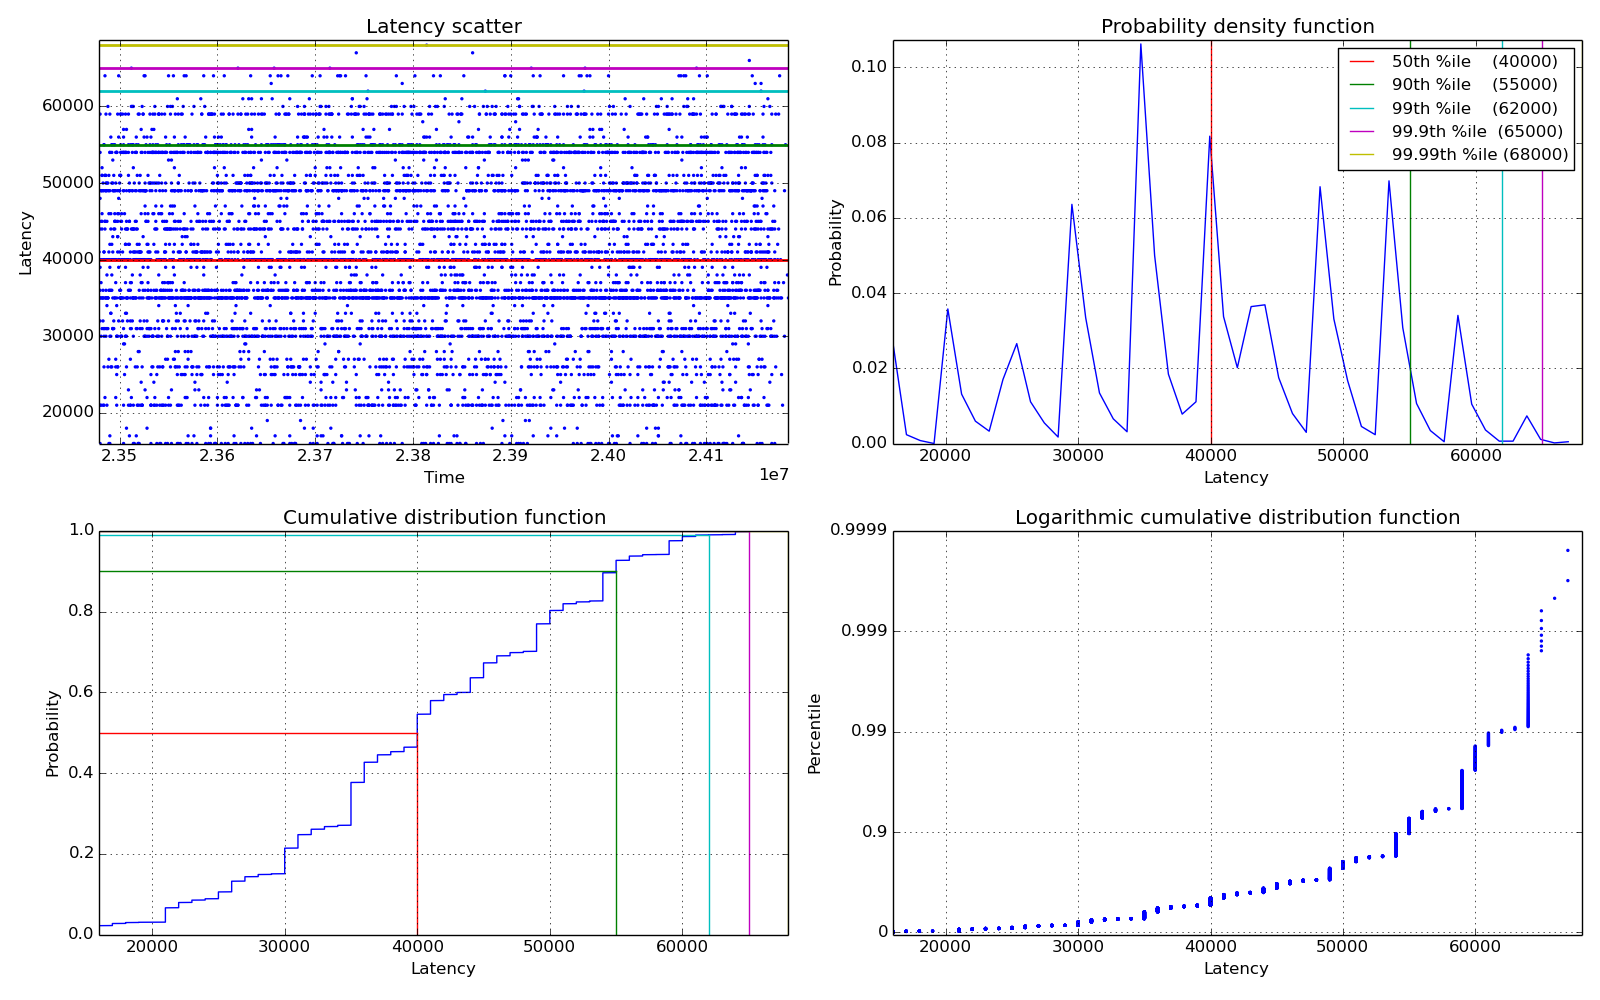 Latency scatter
60000
50000
40000
30000
20000
Latency
2.35 2.36 2.37 2.38 2.39 2.40 2.41
1e7
Time
Probability density function
50th %ile (40000)
90th %ile (55000)
99th %ile (62000)
99.9th %ile (65000)
99.99th %ile (68000)
0.10
0.08
0.06
0.04
0.02
0.00
Probability
20000 30000 40000 50000 60000
Latency
Cumulative distribution function
1.0
0.8
0.6
0.4
0.2
0.0
Probability
20000 30000 40000 50000 60000
Latency
Logarithmic cumulative distribution function
0.9999
0.999
0.99
0.9
0
Percentile
20000 30000 40000 50000 60000
Latency